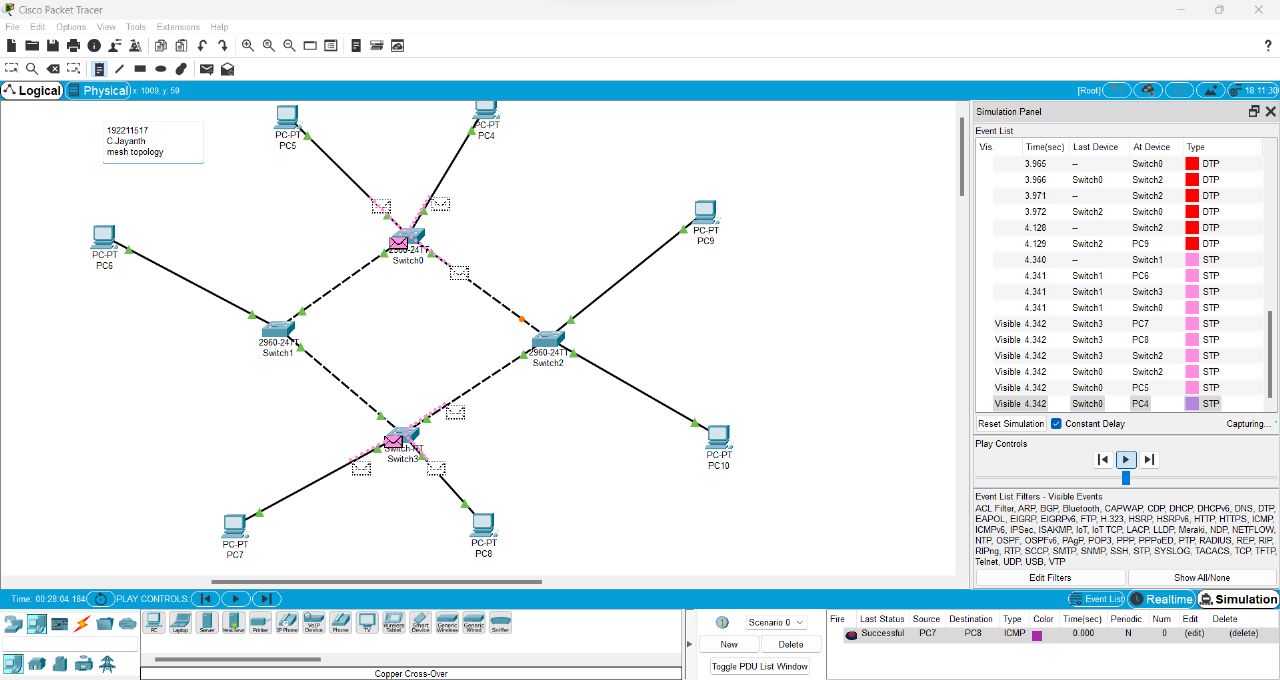 Cisco Packet Tracer
File Edit Options View Tools Extensions Help
?
Logical Physical x: 1009, y: 59 [Root] 18:11:30
192211517
C.Jayanth
mesh topology
PC-PT
PC5
PC-PT
PC4
PC-PT
PC6
PC-PT
PC9
2960-24TT
Switch0
2960-24TT
Switch1
2960-24TT
Switch2
Switch-PT
Switch3
PC-PT
PC10
PC-PT
PC7
PC-PT
PC8
Simulation Panel
Event List
Vis. Time(sec) Last Device At Device Type
3.965 -- Switch0 DTP
3.966 Switch0 Switch2 DTP
3.971 -- Switch2 DTP
3.972 Switch2 Switch0 DTP
4.128 -- Switch2 DTP
4.129 Switch2 PC9 DTP
4.340 -- Switch1 STP
4.341 Switch1 PC6 STP
4.341 Switch1 Switch3 STP
4.341 Switch1 Switch0 STP
Visible 4.342 Switch3 PC7 STP
Visible 4.342 Switch3 PC8 STP
Visible 4.342 Switch3 Switch2 STP
Visible 4.342 Switch0 Switch2 STP
Visible 4.342 Switch0 PC5 STP
Visible 4.342 Switch0 PC4 STP
Reset Simulation Constant Delay Capturing...
Play Controls
Event List Filters - Visible Events
ACL Filter, ARP, BGP, Bluetooth, CAPWAP, CDP, DHCP, DHCPv6, DNS, DTP,
EAPOL, EIGRP, EIGRPv6, FTP, H.323, HSRP, HSRPv6, HTTP, HTTPS, ICMP,
ICMPv6, IPSec, ISAKMP, IoT, IoT TCP, LACP, LLDP, Meraki, NDP, NETFLOW,
NTP, OSPF, OSPFv6, PAgP, POP3, PPP, PPPoED, PTP, RADIUS, REP, RIP,
RIPng, RTP, SCCP, SMTP, SNMP, SSH, STP, SYSLOG, TACACS, TCP, TFTP,
Telnet, UDP, USB, VTP
Edit Filters Show All/None
Time: 00:28:04.184 PLAY CONTROLS: Event List Realtime Simulation
PC Laptop Server Printer IP Phone VoIP Device Phone TV Wireless Tablet Smart Device Generic Wireless Generic Wired Sniffer
Copper Cross-Over
Scenario 0
New Delete
Toggle PDU List Window
Fire Last Status Source Destination Type Color Time(sec) Periodic Num Edit Delete
Successful PC7 PC8 ICMP 0.000 N 0 (edit) (delete)